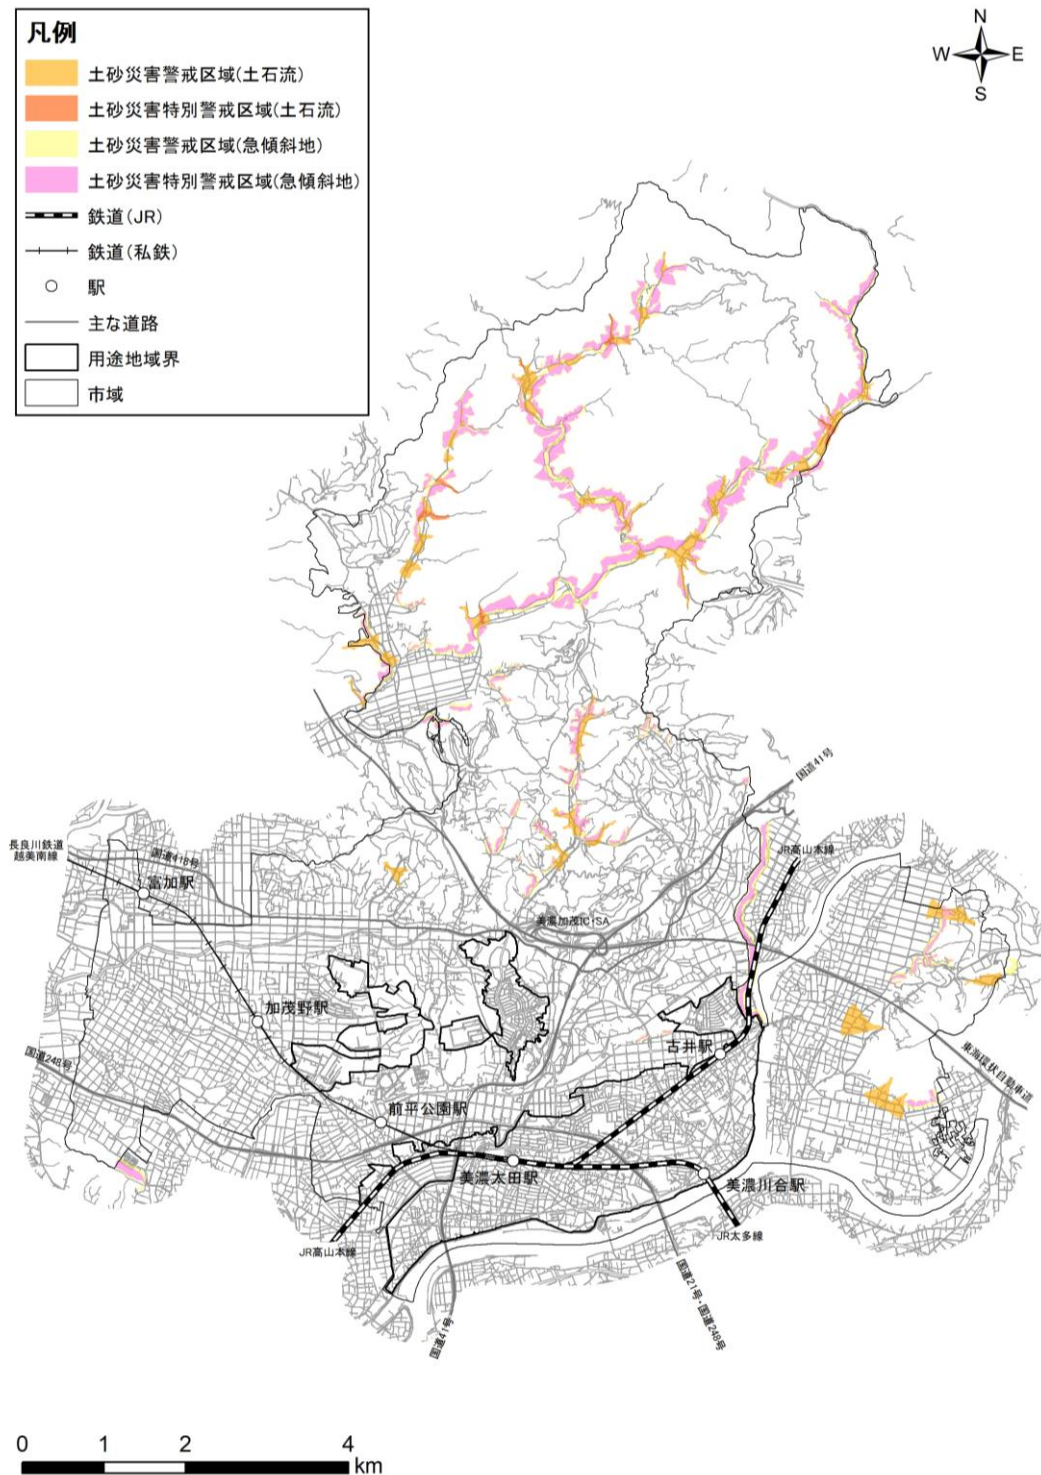 凡例
土砂災害警戒区域(土石流)
土砂災害特別警戒区域(土石流)
土砂災害警戒区域(急傾斜地)
土砂災害特別警戒区域(急傾斜地)
鉄道(JR)
鉄道(私鉄)
駅
主な道路
用途地域界
市域
N
W
E
S
国道41号
長良川鉄道
越美南線
国道418号
富加駅
JR高山本線
美濃加茂IC・SA
加茂野駅
国道248号
古井駅
東海環状自動車道
前平公園駅
美濃太田駅
美濃川合駅
JR高山本線
JR太多線
国道41号
国道21号・国道248号
0
1
2
4
km